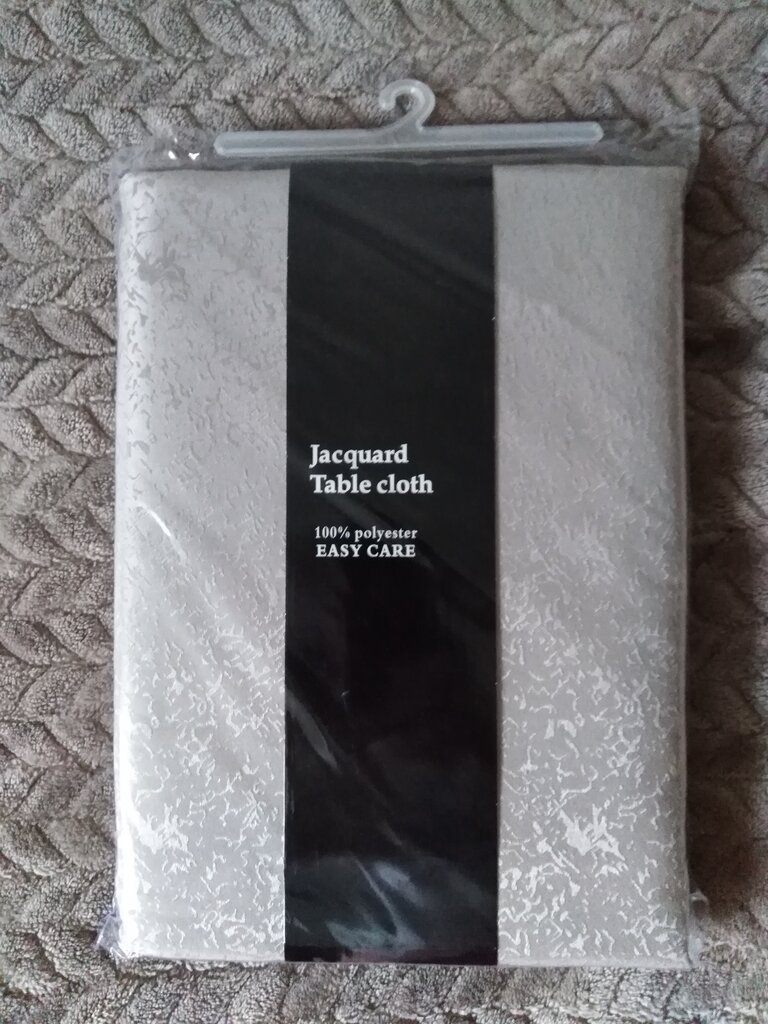 Jacquard
Table cloth
100% polyester
EASY CARE